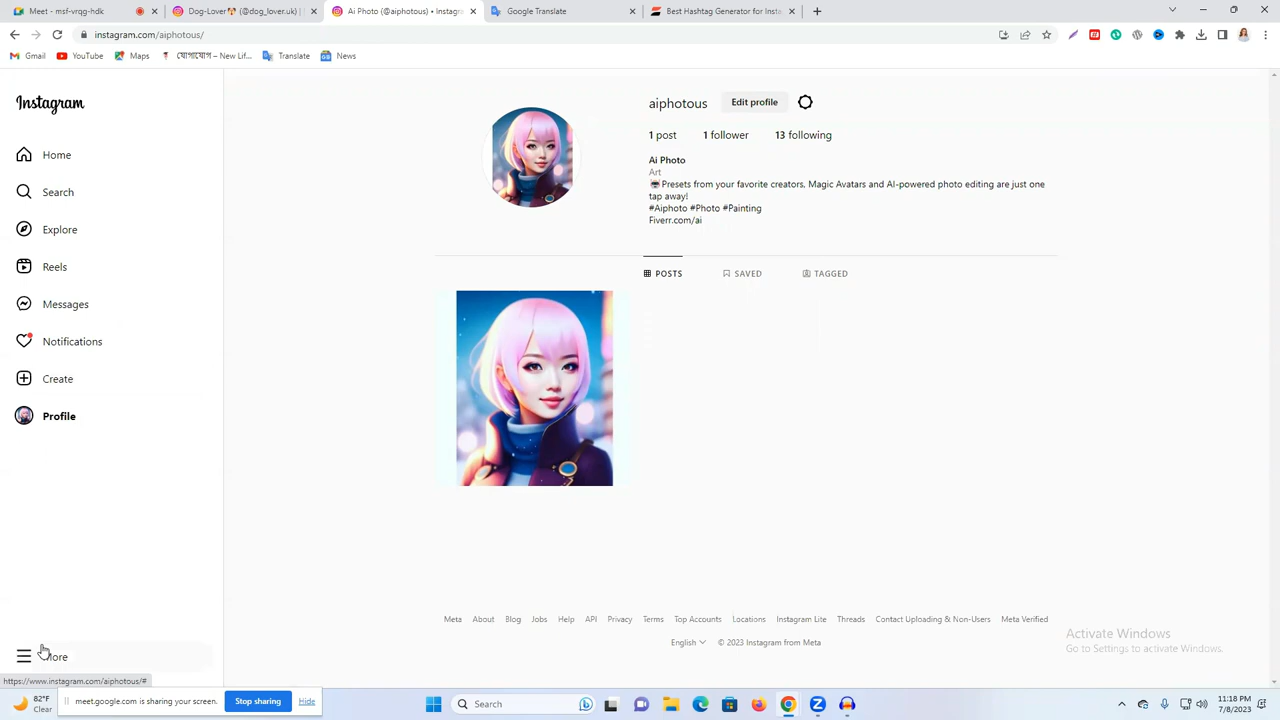 Meet - msf-vrqg-hdk
Dog-Lover (@dog_lover.uk) |
Ai Photo (@aiphotous) • Instagra
Google Translate
Best Hashtag Generator for Insta
instagram.com/aiphotous/
Gmail
YouTube
Maps
যোগাযোগ – New Lif...
Translate
News
Instagram
Home
Search
Explore
Reels
Messages
Notifications
Create
Profile
aiphotous
Edit profile
1 post
1 follower
13 following
Ai Photo
Art
Presets from your favorite creators. Magic Avatars and AI-powered photo editing are just one
tap away!
#Aiphoto #Photo #Painting
Fiverr.com/ai
POSTS
SAVED
TAGGED
Meta About Blog Jobs Help API Privacy Terms Top Accounts Locations Instagram Lite Threads Contact Uploading & Non-Users Meta Verified
English © 2023 Instagram from Meta
Activate Windows
Go to Settings to activate Windows.
More
https://www.instagram.com/aiphotous/#
82°F
Clear
meet.google.com is sharing your screen.
Stop sharing
Hide
Search
11:18 PM
7/8/2023